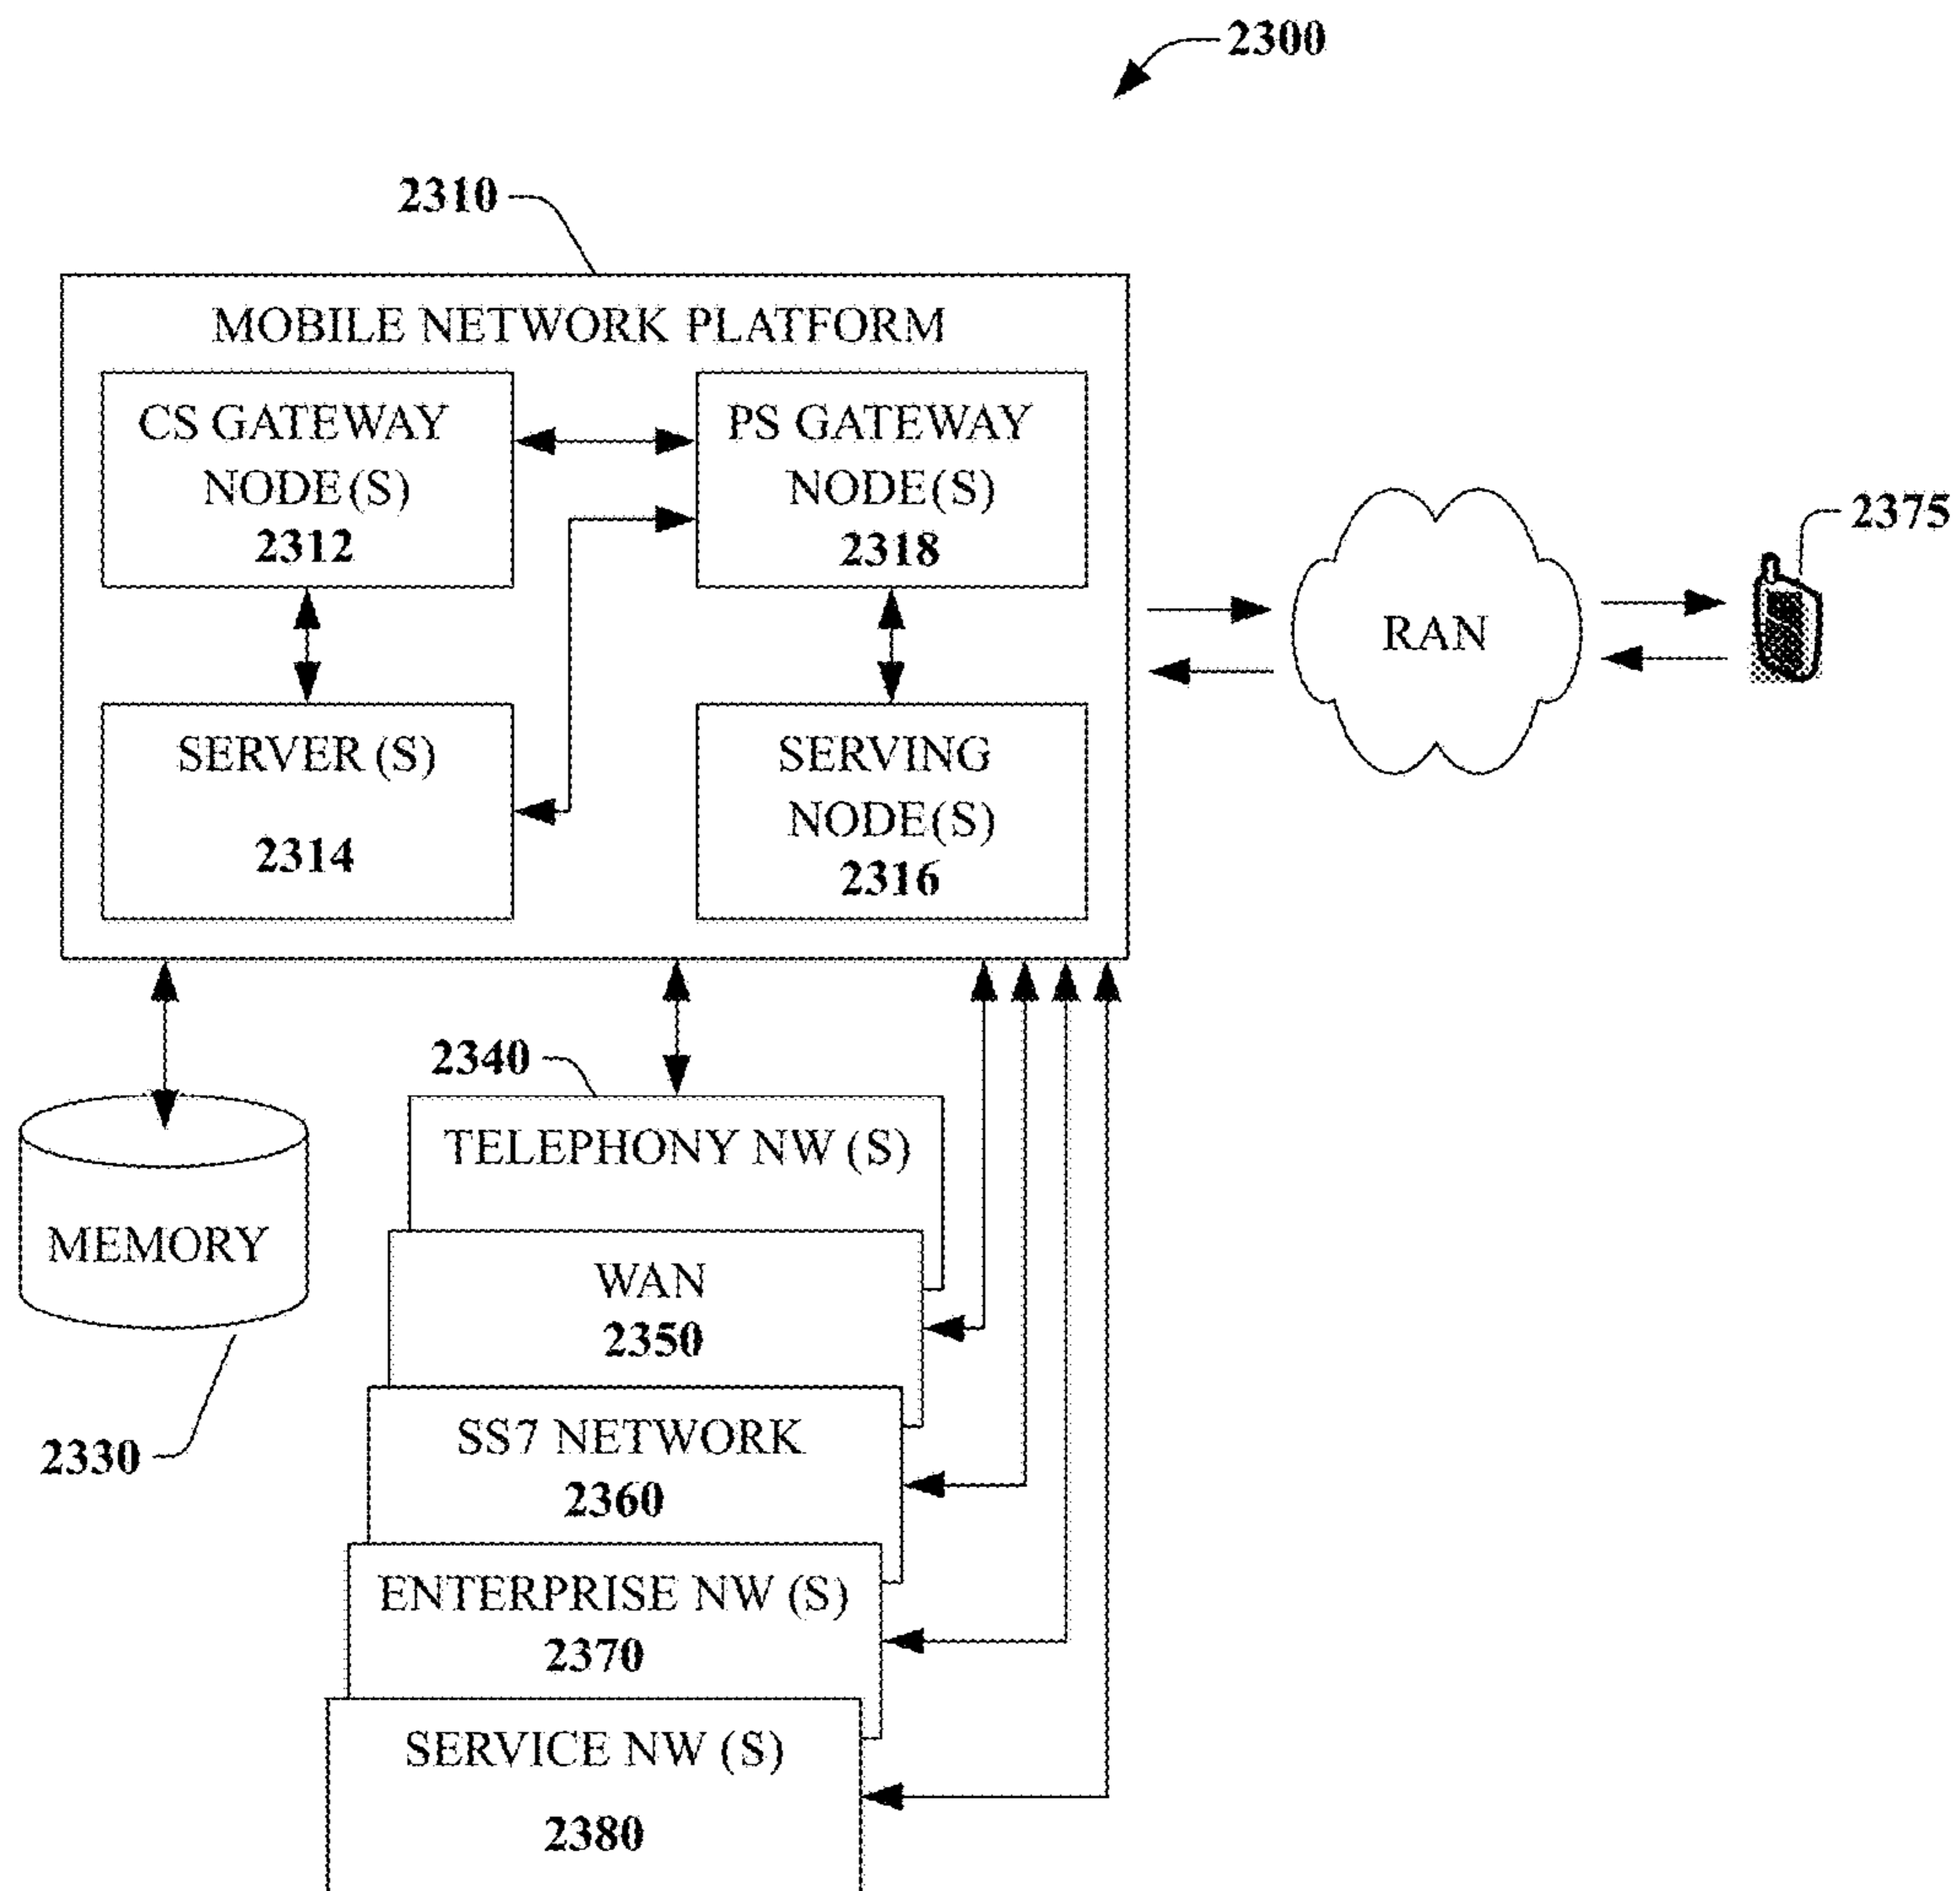 2300
2310
MOBILE NETWORK PLATFORM
CS GATEWAY
NODE(S)
2312
PS GATEWAY
NODE(S)
2318
SERVER (S)
2314
SERVING
NODE(S)
2316
RAN
2375
2340
TELEPHONY NW (S)
MEMORY
2330
WAN
2350
SS7 NETWORK
2360
ENTERPRISE NW (S)
2370
SERVICE NW (S)
2380